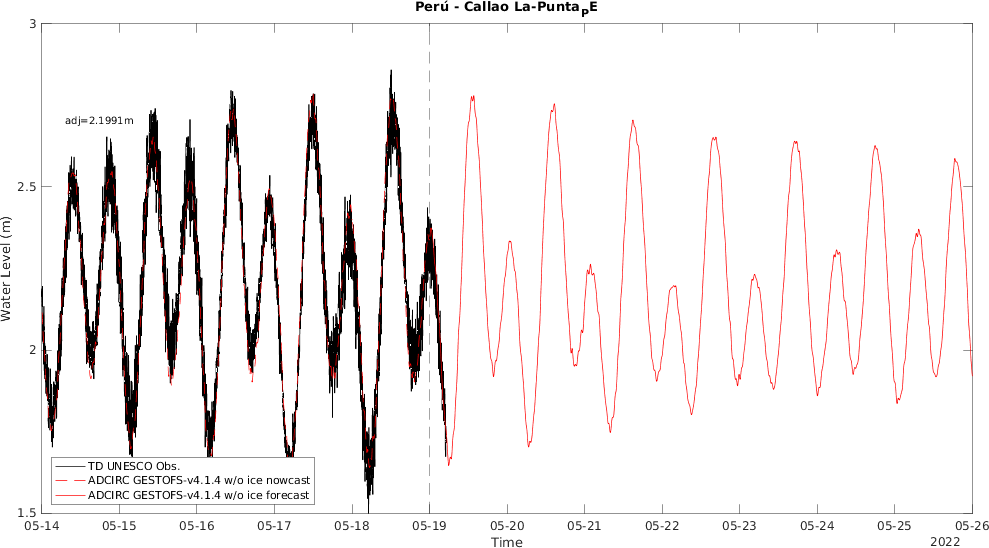 Perú - Callao La-Punta_PE
3
adj=2.1991m
2.5
Water Level (m)
2
TD UNESCO Obs.
ADCIRC GESTOFS-v4.1.4 w/o ice nowcast
ADCIRC GESTOFS-v4.1.4 w/o ice forecast
1.5
05-14 05-15 05-16 05-17 05-18 05-19 05-20 05-21 05-22 05-23 05-24 05-25 05-26
Time
2022